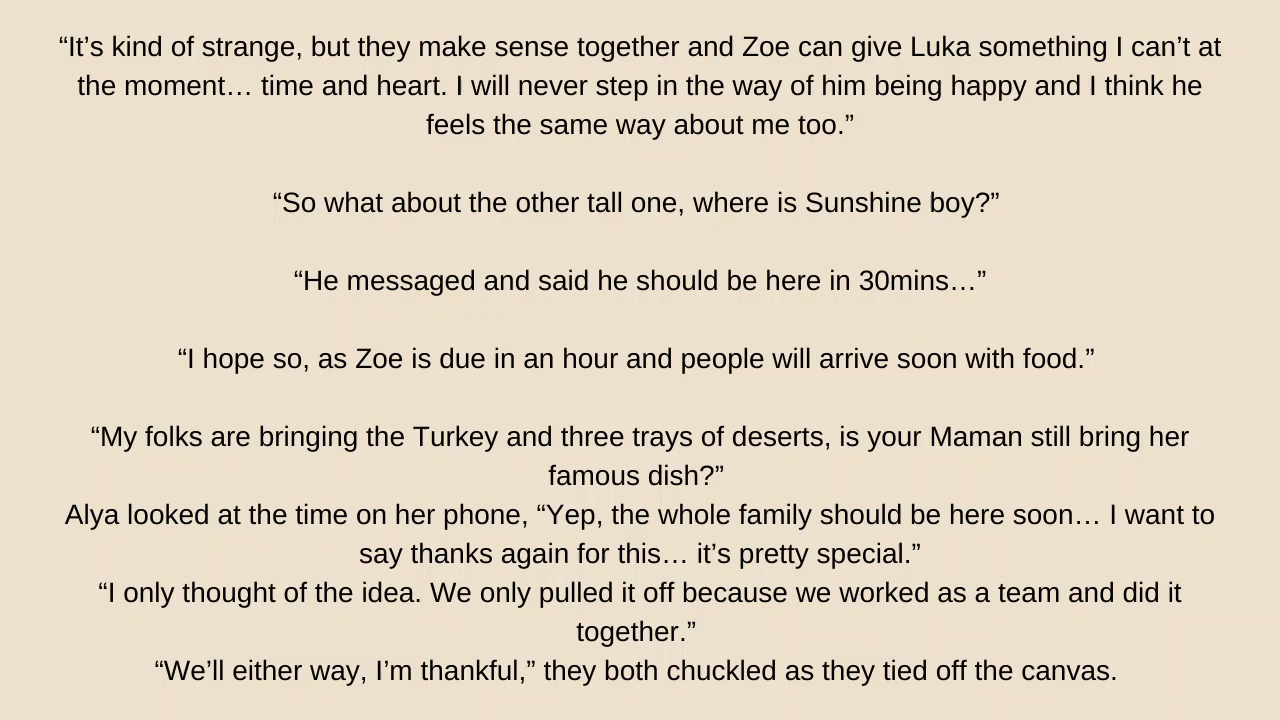 “It’s kind of strange, but they make sense together and Zoe can give Luka something I can’t at
the moment… time and heart. I will never step in the way of him being happy and I think he
feels the same way about me too.”
“So what about the other tall one, where is Sunshine boy?”
“He messaged and said he should be here in 30mins…”
“I hope so, as Zoe is due in an hour and people will arrive soon with food.”
“My folks are bringing the Turkey and three trays of deserts, is your Maman still bring her
famous dish?”
Alya looked at the time on her phone, “Yep, the whole family should be here soon… I want to
say thanks again for this… it’s pretty special.”
“I only thought of the idea. We only pulled it off because we worked as a team and did it
together.”
“We’ll either way, I’m thankful,” they both chuckled as they tied off the canvas.